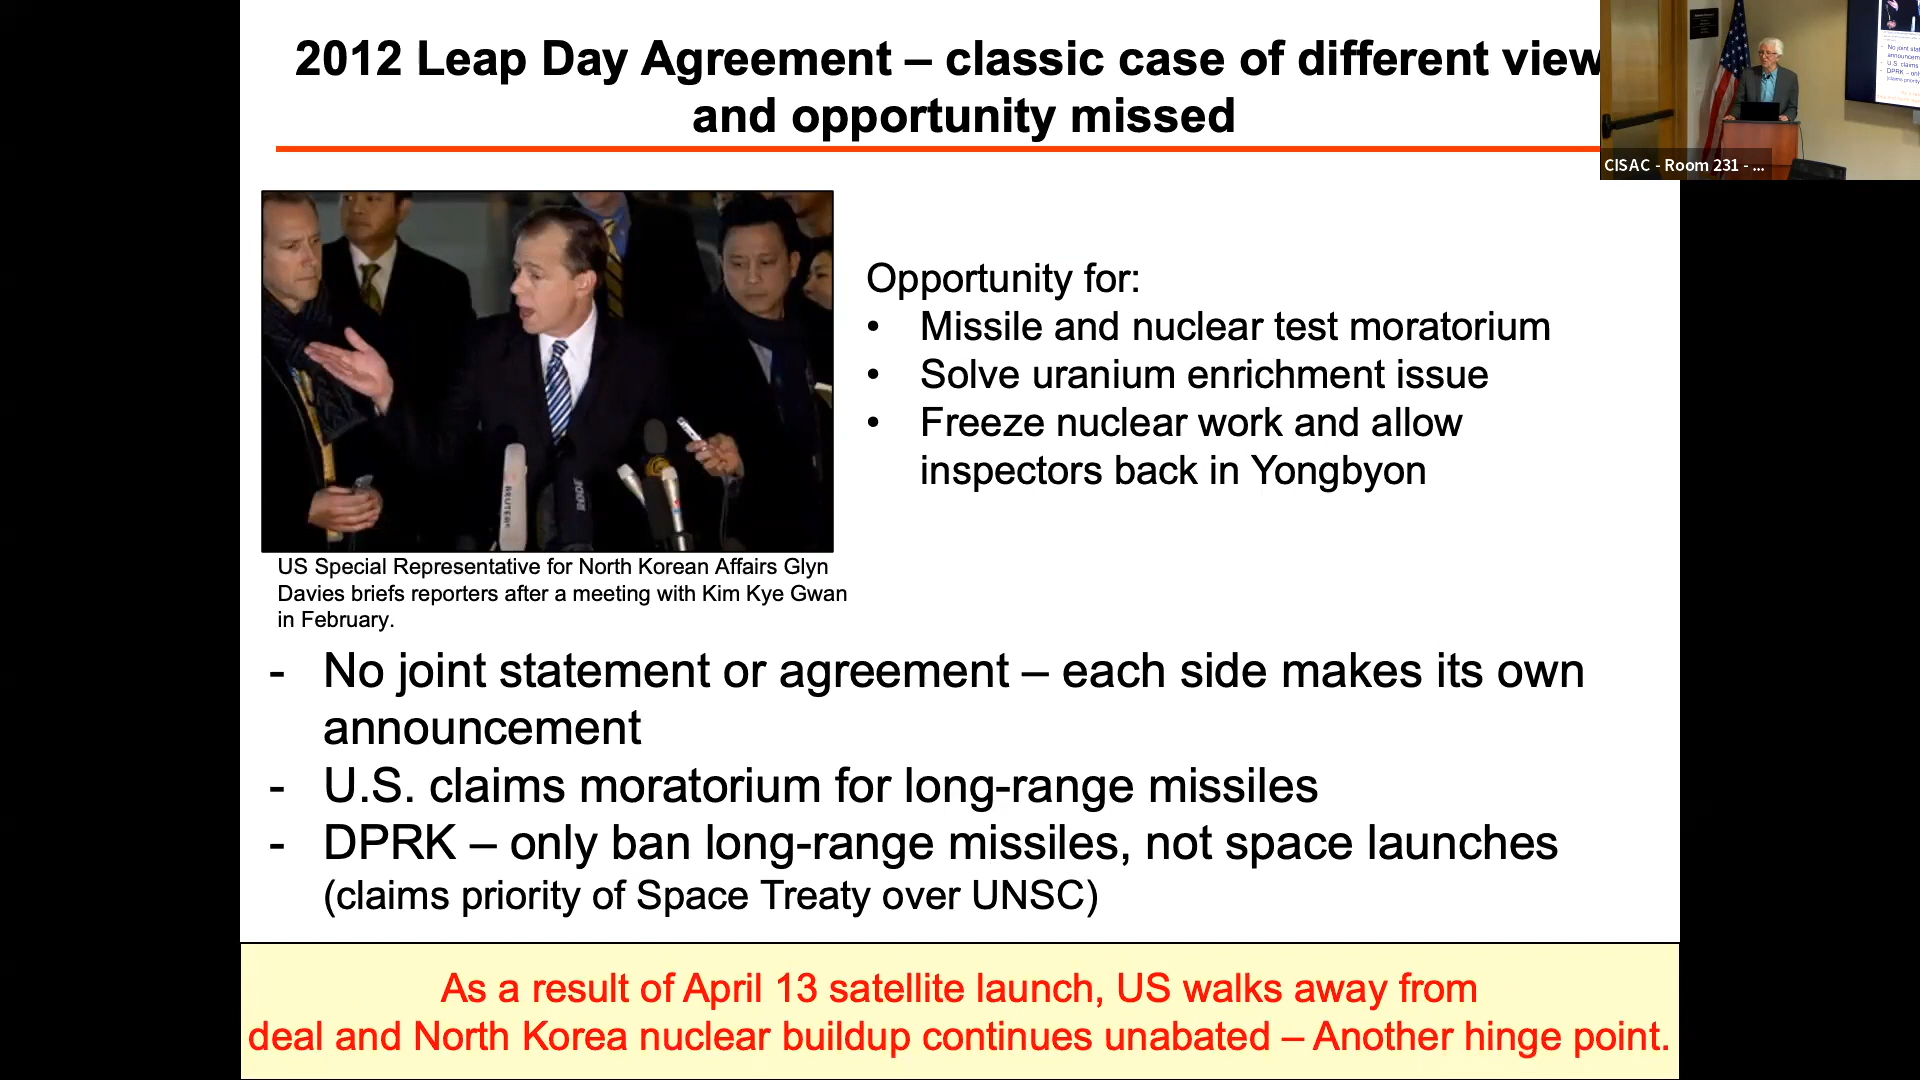 2012 Leap Day Agreement – classic case of different view
and opportunity missed
CISAC - Room 231 - ...
Opportunity for:
• Missile and nuclear test moratorium
• Solve uranium enrichment issue
• Freeze nuclear work and allow
inspectors back in Yongbyon
REUTERS
US Special Representative for North Korean Affairs Glyn
Davies briefs reporters after a meeting with Kim Kye Gwan
in February.
- No joint statement or agreement – each side makes its own
announcement
- U.S. claims moratorium for long-range missiles
- DPRK – only ban long-range missiles, not space launches
(claims priority of Space Treaty over UNSC)
As a result of April 13 satellite launch, US walks away from
deal and North Korea nuclear buildup continues unabated – Another hinge point.